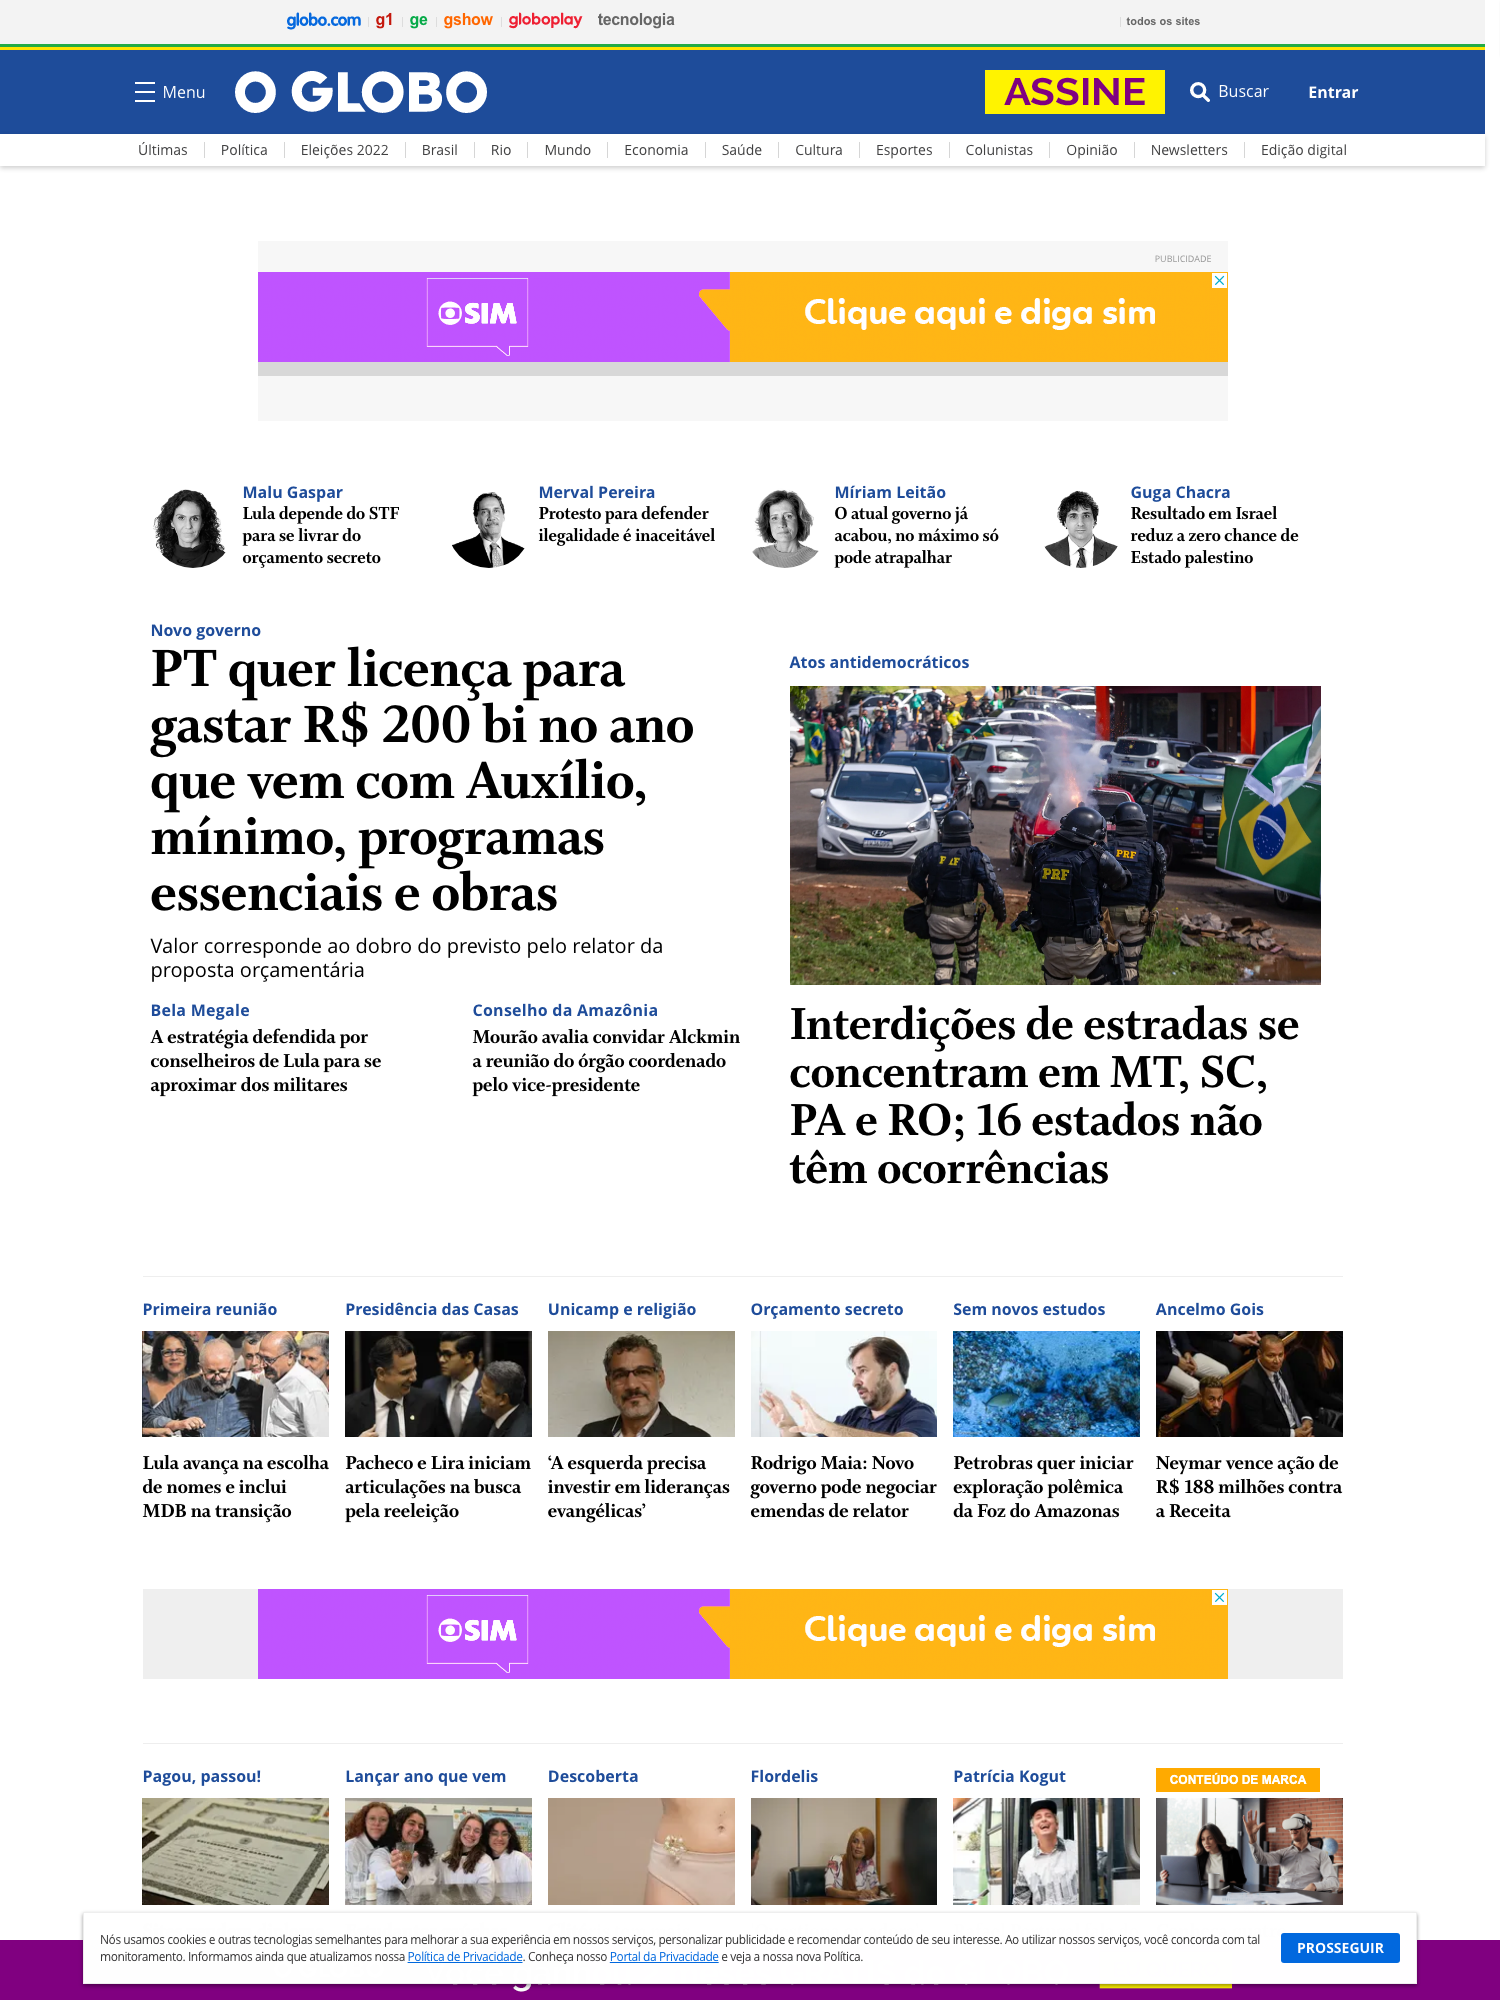 globo.com g1 ge gshow globoplay tecnologia todos os sites
Menu O GLOBO ASSINE Buscar Entrar
Últimas Política Eleições 2022 Brasil Rio Mundo Economia Saúde Cultura Esportes Colunistas Opinião Newsletters Edição digital
PUBLICIDADE
SIM Clique aqui e diga sim
Malu Gaspar
Lula depende do STF
para se livrar do
orçamento secreto
Merval Pereira
Protesto para defender
ilegalidade é inaceitável
Míriam Leitão
O atual governo já
acabou, no máximo só
pode atrapalhar
Guga Chacra
Resultado em Israel
reduz a zero chance de
Estado palestino
Novo governo
PT quer licença para
gastar R$ 200 bi no ano
que vem com Auxílio,
mínimo, programas
essenciais e obras
Valor corresponde ao dobro do previsto pelo relator da
proposta orçamentária
Bela Megale
A estratégia defendida por
conselheiros de Lula para se
aproximar dos militares
Conselho da Amazônia
Mourão avalia convidar Alckmin
a reunião do órgão coordenado
pelo vice-presidente
Atos antidemocráticos
PRF
PRF
Interdições de estradas se
concentram em MT, SC,
PA e RO; 16 estados não
têm ocorrências
Primeira reunião
Lula avança na escolha
de nomes e inclui
MDB na transição
Presidência das Casas
Pacheco e Lira iniciam
articulações na busca
pela reeleição
Unicamp e religião
‘A esquerda precisa
investir em lideranças
evangélicas’
Orçamento secreto
Rodrigo Maia: Novo
governo pode negociar
emendas de relator
Sem novos estudos
Petrobras quer iniciar
exploração polêmica
da Foz do Amazonas
Ancelmo Gois
Neymar vence ação de
R$ 188 milhões contra
a Receita
SIM Clique aqui e diga sim
Pagou, passou!
Lançar ano que vem
Descoberta
Flordelis
Patrícia Kogut
CONTEÚDO DE MARCA
Nós usamos cookies e outras tecnologias semelhantes para melhorar a sua experiência em nossos serviços, personalizar publicidade e recomendar conteúdo de seu interesse. Ao utilizar nossos serviços, você concorda com tal
monitoramento. Informamos ainda que atualizamos nossa Política de Privacidade. Conheça nosso Portal da Privacidade e veja a nossa nova Política.
PROSSEGUIR